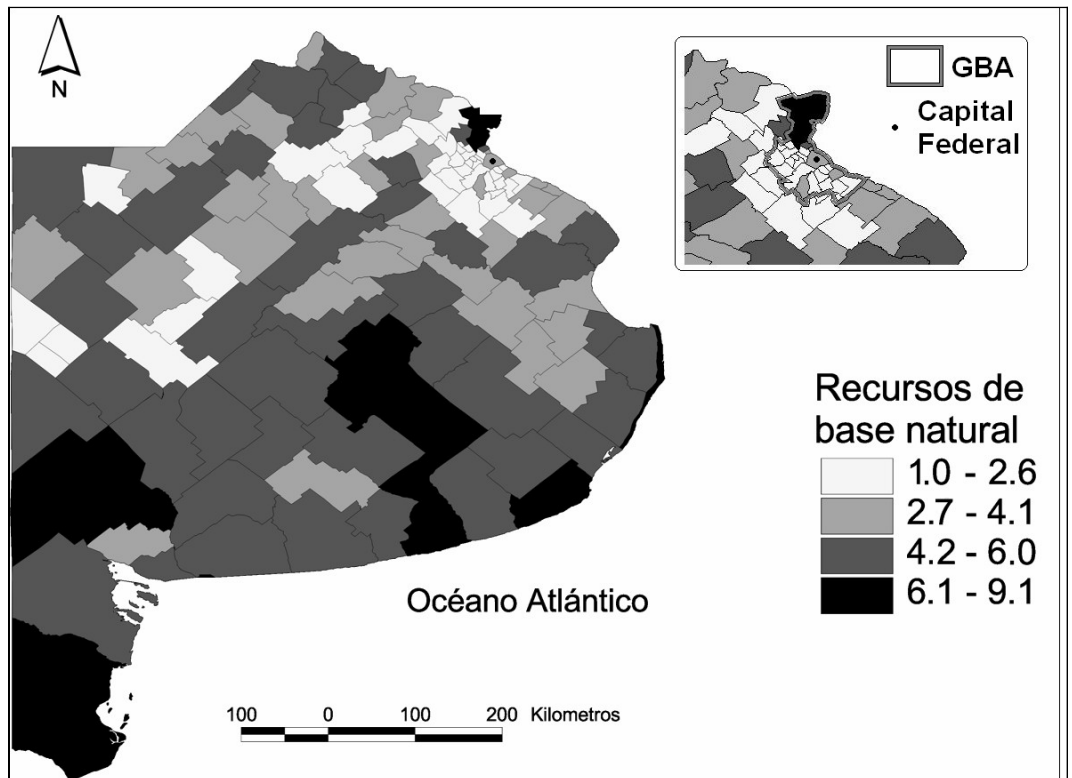 N
GBA
Capital
Federal
Recursos de
base natural
1.0 - 2.6
2.7 - 4.1
4.2 - 6.0
6.1 - 9.1
Océano Atlántico
100 0 100 200 Kilometros